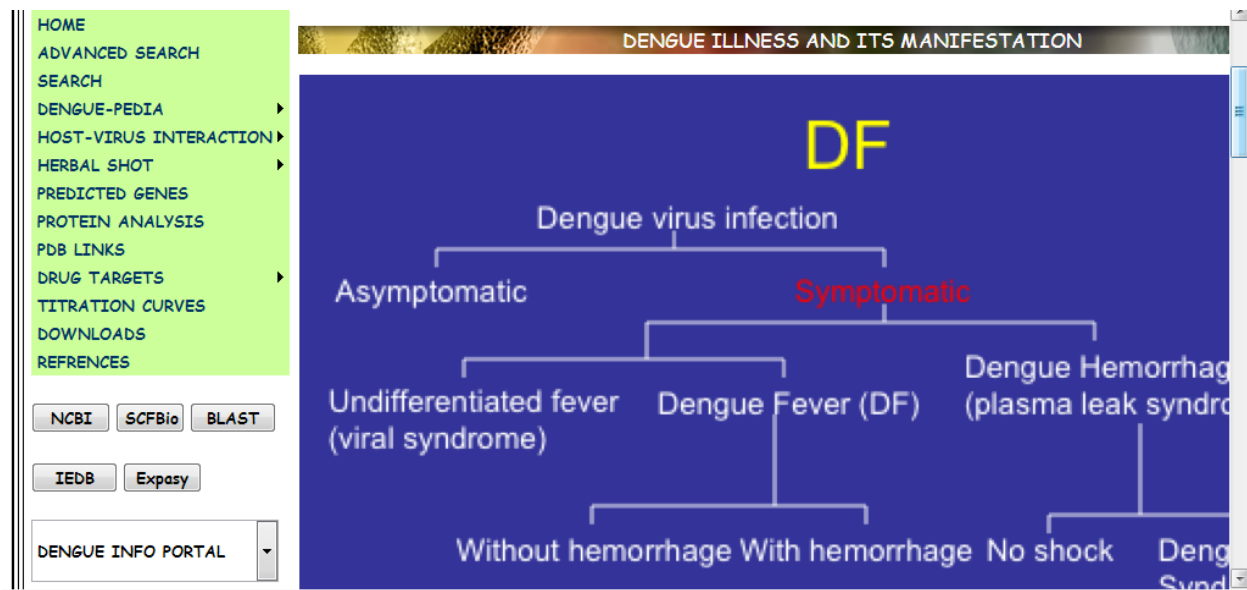 HOME
ADVANCED SEARCH
SEARCH
DENGUE-PEDIA
HOST-VIRUS INTERACTION
HERBAL SHOT
PREDICTED GENES
PROTEIN ANALYSIS
PDB LINKS
DRUG TARGETS
TITRATION CURVES
DOWNLOADS
REFRENCES
NCBI SCFBio BLAST
IEDB Expasy
DENGUE INFO PORTAL
DENGUE ILLNESS AND ITS MANIFESTATION
DF
Dengue virus infection
Asymptomatic Symptomatic
Undifferentiated fever
(viral syndrome)
Dengue Fever (DF)
Dengue Hemorrhag
(plasma leak syndro
Without hemorrhage With hemorrhage No shock Deng
Synd